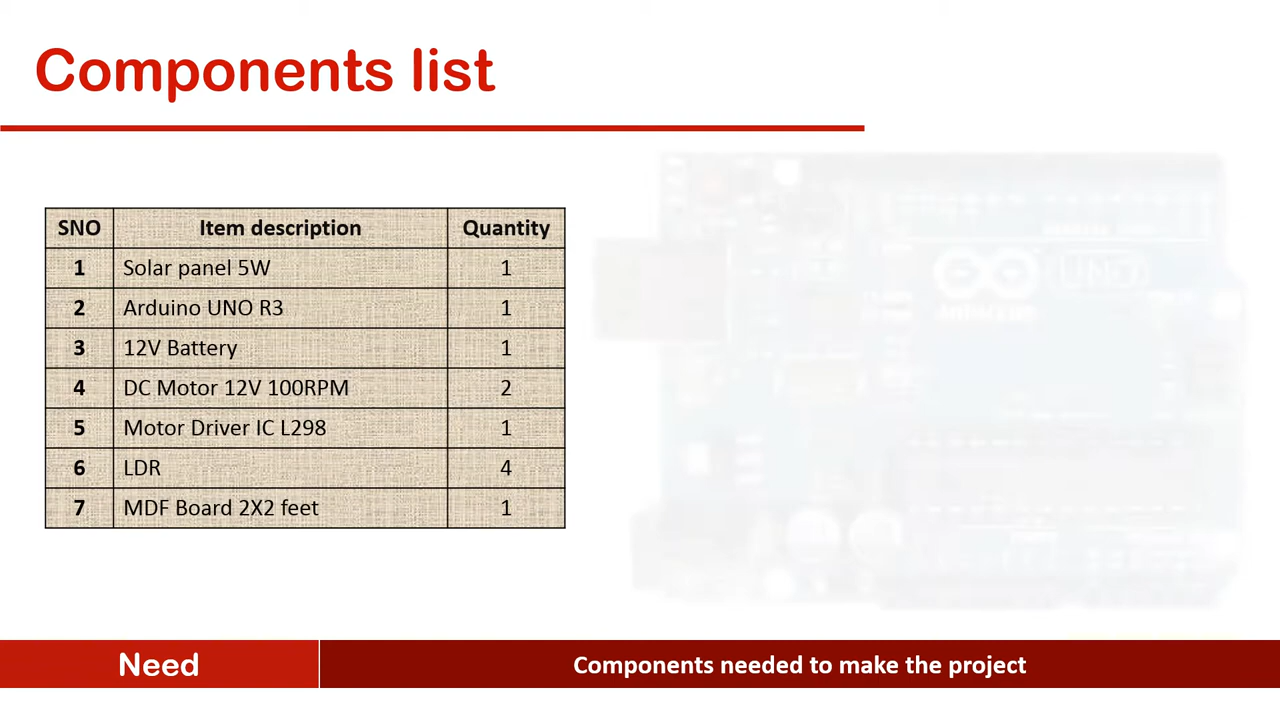 Components list
SNO Item description Quantity
1 Solar panel 5W 1
2 Arduino UNO R3 1
3 12V Battery 1
4 DC Motor 12V 100RPM 2
5 Motor Driver IC L298 1
6 LDR 4
7 MDF Board 2X2 feet 1
UNO
Need Components needed to make the project